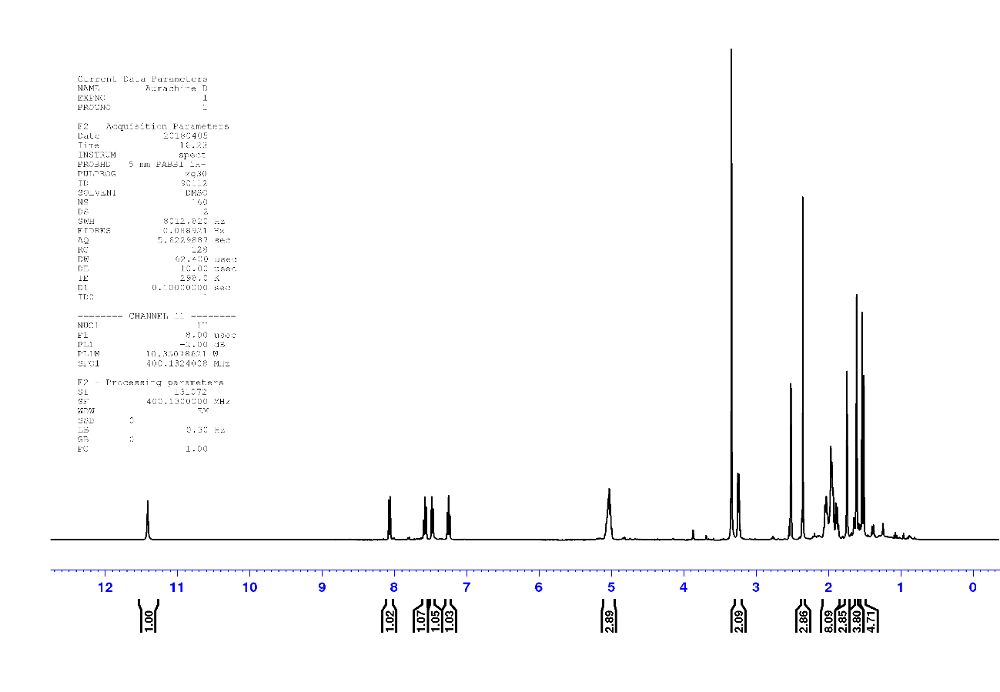 Current Data Parameters
NAME Aurachine D
EXPNO 1
PROCNO 1
F2 - Acquisition Parameters
Date 20180405
Time 16.23
INSTRUM spect
PROBHD 5 mm PABBI 1H-
PULPROG zg30
TD 90112
SOLVENT DMSO
NS 160
DS 2
SWH 8012.820 Hz
FIDRES 0.088921 Hz
AQ 5.6229887 sec
RG 128
DW 62.400 usec
DE 10.00 usec
TE 298.0 K
D1 0.10000000 sec
TD0 1
======== CHANNEL f1 ========
NUC1 1H
P1 8.00 usec
PL1 -2.00 dB
PL1W 10.35078621 W
SFO1 400.1324008 MHz
F2 - Processing parameters
SI 131072
SF 400.1300000 MHz
WDW EM
SSB 0
LB 0.30 Hz
GB 0
PC 1.00
12 11 10 9 8 7 6 5 4 3 2 1 0
1.00 1.02 1.07 1.05 1.03 2.89 2.09 2.86 8.09 2.85 3.80 4.71